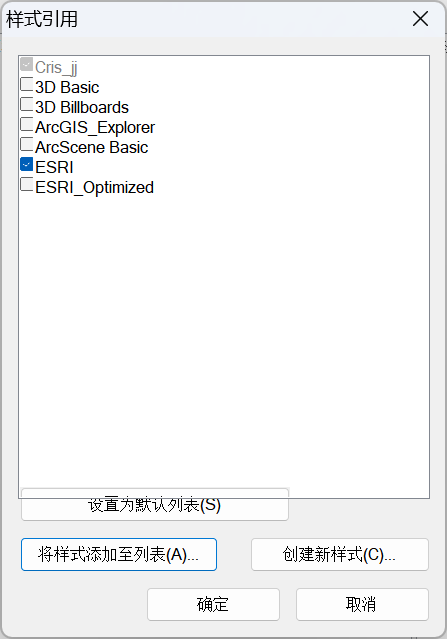 样式引用
Cris_jj
3D Basic
3D Billboards
ArcGIS_Explorer
ArcScene Basic
ESRI
ESRI_Optimized
设置为默认列表(S)
将样式添加至列表(A)...
创建新样式(C)...
确定
取消